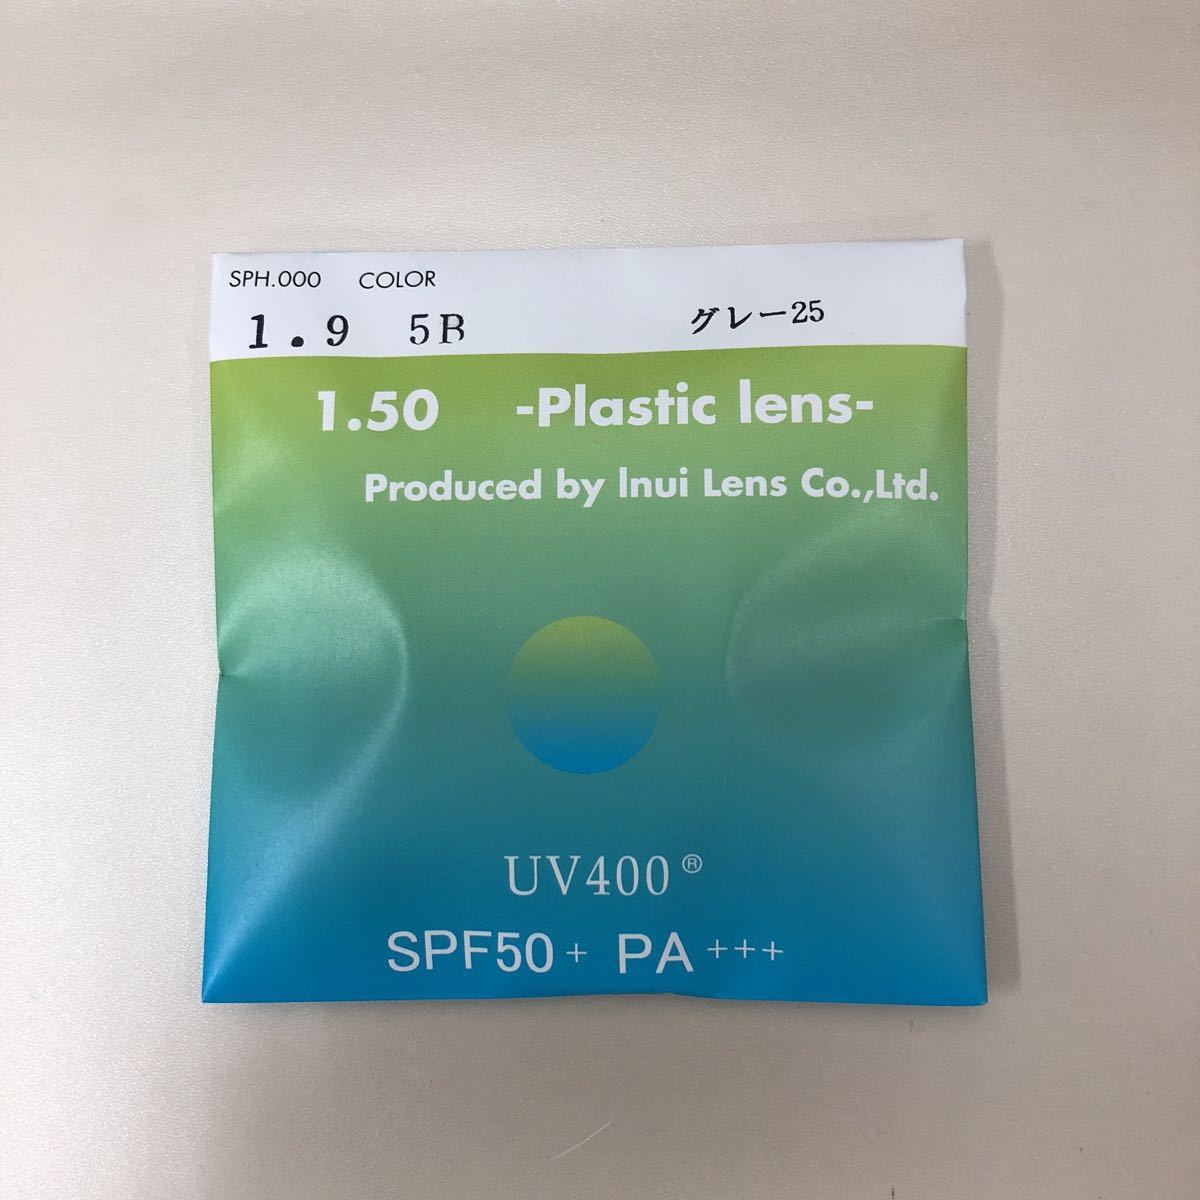 SPH.000 COLOR
1.9 5B グレー25
1.50 -Plastic lens-
Produced by Inui Lens Co.,Ltd.
UV400®
SPF50+ PA+++